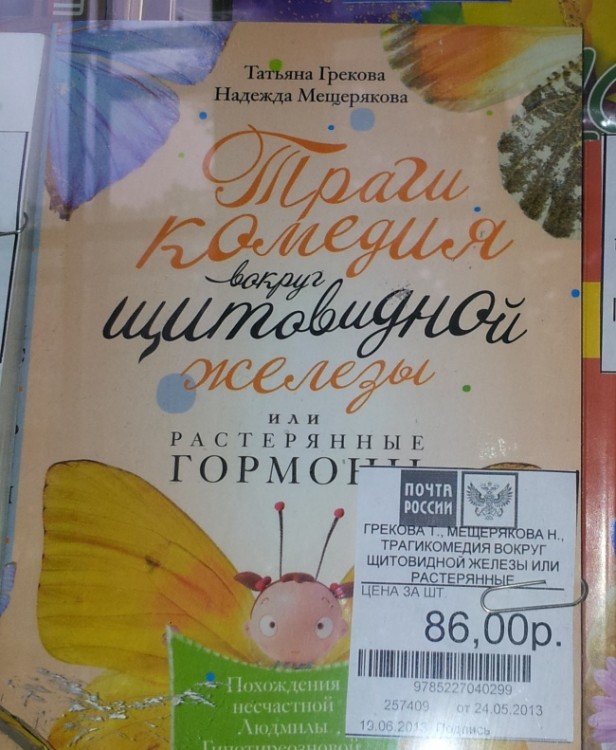 Татьяна Грекова
Надежда Мещерякова
Траги
комедия
вокруг
щитовидной
железы
или
РАСТЕРЯННЫЕ
ГОРМОНЫ
ПОЧТА
РОССИИ
ГРЕКОВА Т., МЕЩЕРЯКОВА Н.,
ТРАГИКОМЕДИЯ ВОКРУГ
ЩИТОВИДНОЙ ЖЕЛЕЗЫ ИЛИ
РАСТЕРЯННЫЕ
ЦЕНА ЗА ШТ.
86,00р.
9785227040299
257409 от 24.05.2013
19.06.2013 Подпись
Похождения
несчастной
Людмилы
Гипотиреозновой